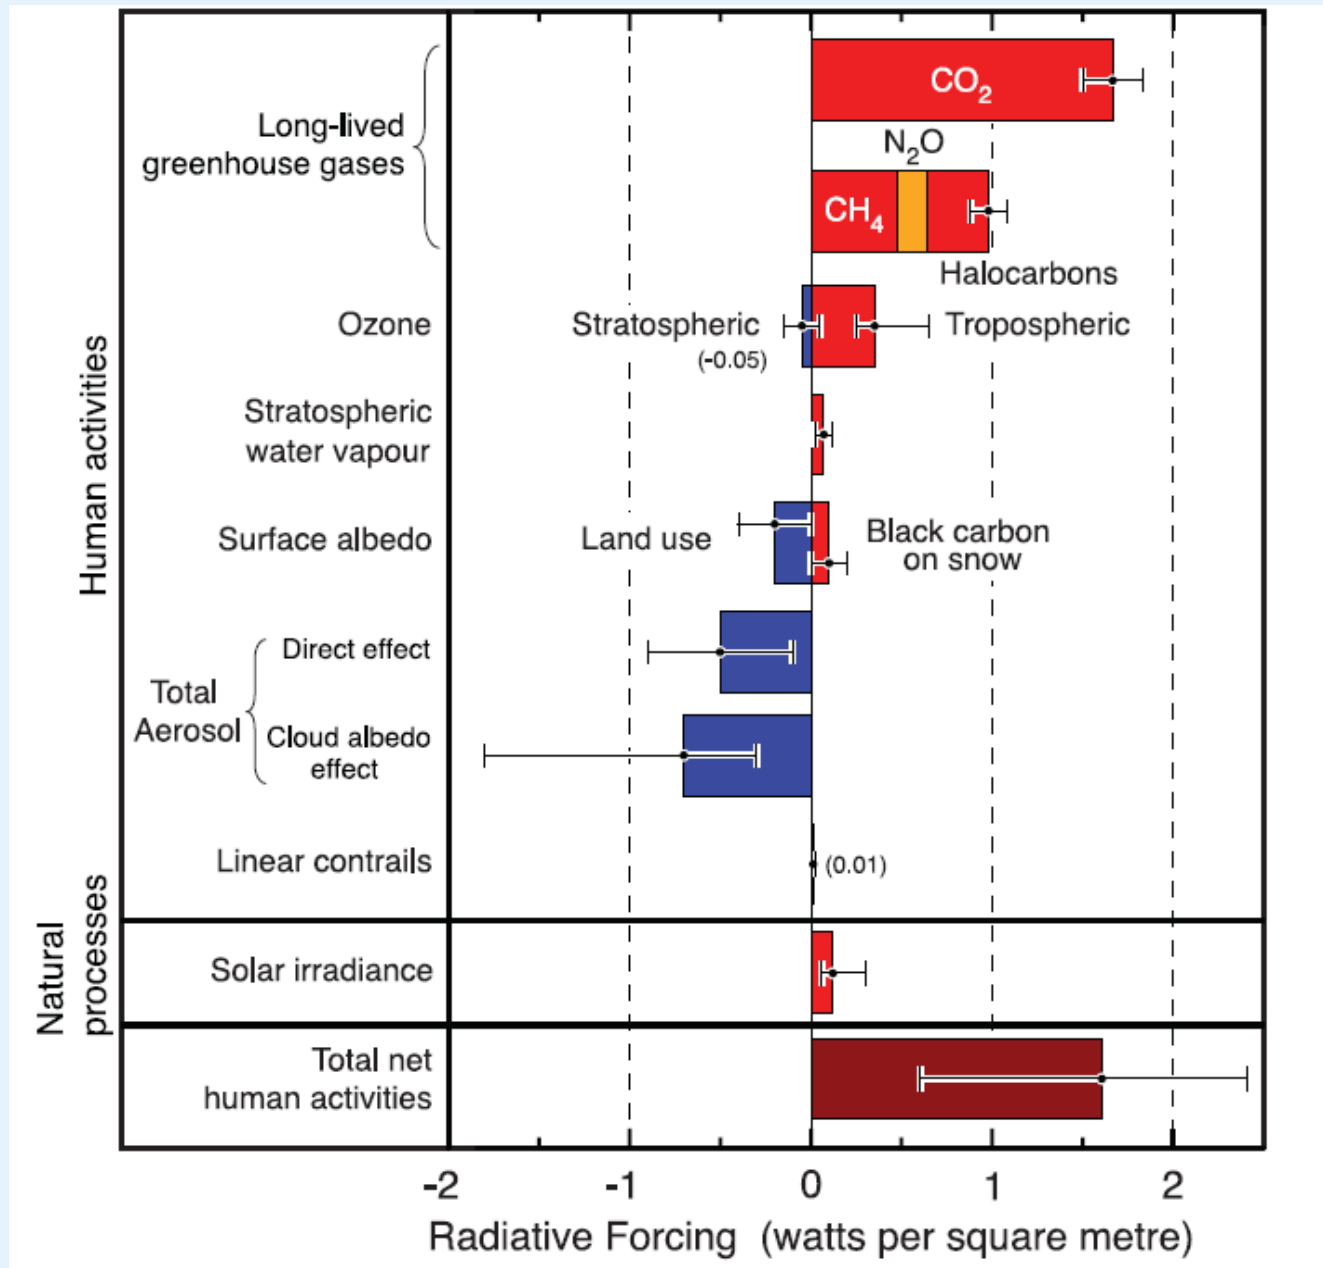 CO2
Long-lived
greenhouse gases
N2O
CH4
Halocarbons
Human activities
Ozone
Stratospheric
(-0.05)
Tropospheric
Stratospheric
water vapour
Surface albedo
Land use
Black carbon
on snow
Total
Aerosol
Direct effect
Cloud albedo
effect
Linear contrails
(0.01)
Natural
processes
Solar irradiance
Total net
human activities
-2 -1 0 1 2
Radiative Forcing (watts per square metre)